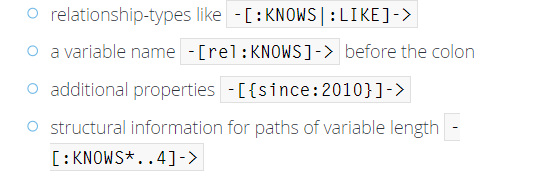 relationship-types like -[:KNOWS|:LIKE]->
a variable name -[rel:KNOWS]-> before the colon
additional properties -[{since:2010}]->
structural information for paths of variable length -
[:KNOWS*..4]->